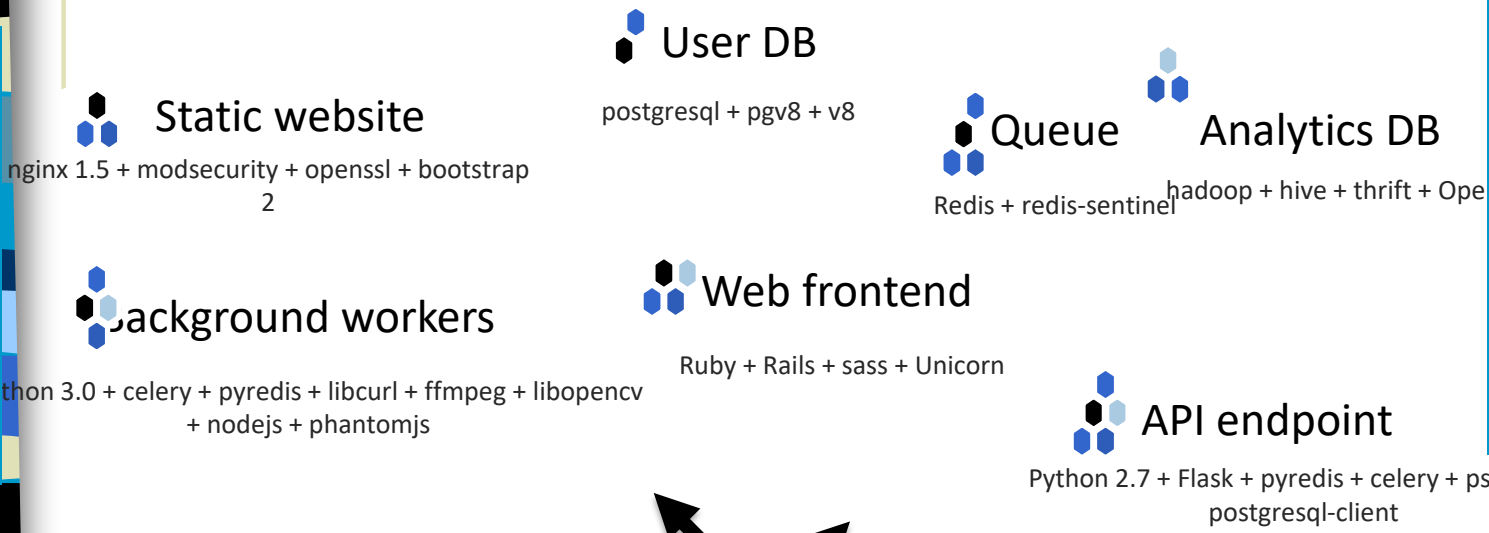 User DB
postgresql + pgv8 + v8
Static website
nginx 1.5 + modsecurity + openssl + bootstrap
2
Queue
Redis + redis-sentinel
Analytics DB
hadoop + hive + thrift + Ope
Background workers
thon 3.0 + celery + pyredis + libcurl + ffmpeg + libopencv
+ nodejs + phantomjs
Web frontend
Ruby + Rails + sass + Unicorn
API endpoint
Python 2.7 + Flask + pyredis + celery + ps
postgresql-client